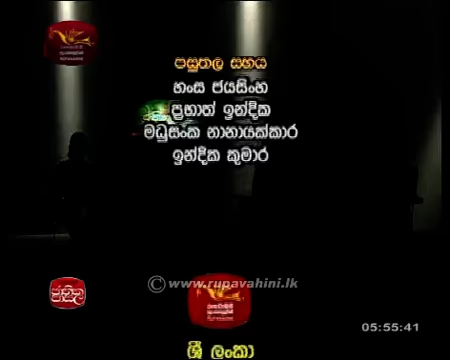 පසුතල සහය
හංස ජයසිංහ
ප්‍රභාත් ඉන්දික
මධුසංක නානායක්කාර
ඉන්දික කුමාර
© www.rupavahini.lk
05:55:41
ශ්‍රී ලංකා